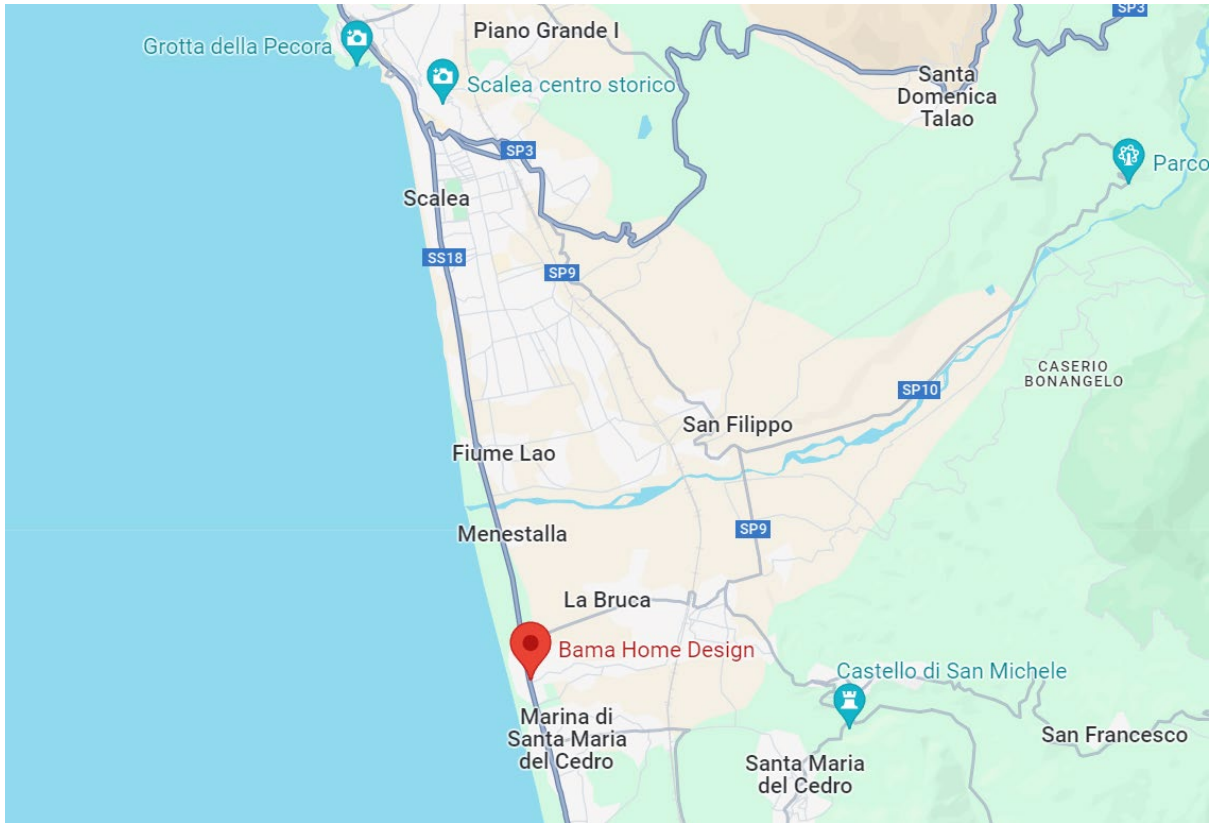 SP3
Piano Grande I
Grotta della Pecora
Scalea centro storico
Santa
Domenica
Talao
SP3
Parco
Scalea
SS18
SP9
CASERIO
BONANGELO
SP10
San Filippo
Fiume Lao
Menestalla
SP9
La Bruca
Bama Home Design
Castello di San Michele
Marina di
Santa Maria
del Cedro
San Francesco
Santa Maria
del Cedro